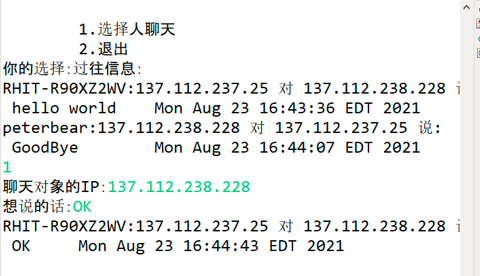 1.选择人聊天
2.退出
你的选择:过往信息:
RHIT-R90XZ2WV:137.112.237.25 对 137.112.238.228
hello world    Mon Aug 23 16:43:36 EDT 2021
peterbear:137.112.238.228 对 137.112.237.25 说:
GoodBye        Mon Aug 23 16:44:07 EDT 2021
1
聊天对象的IP:137.112.238.228
想说的话:OK
RHIT-R90XZ2WV:137.112.237.25 对 137.112.238.228
OK     Mon Aug 23 16:44:43 EDT 2021